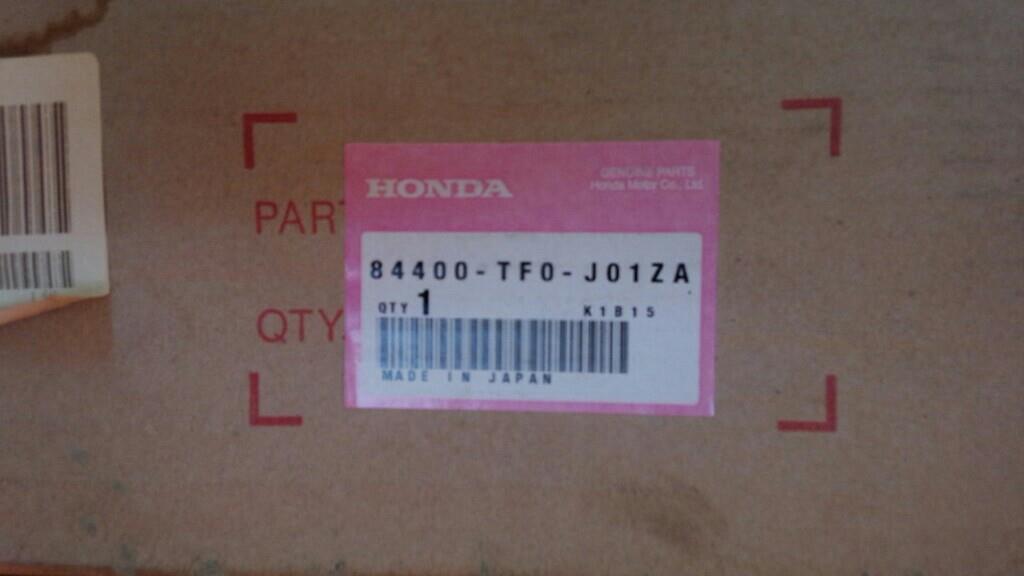 HONDA
GENUINE PARTS
Honda Motor Co., Ltd.
PART
84400-TF0-J01ZA
QTY 1 K1B15
QTY.
MADE IN JAPAN